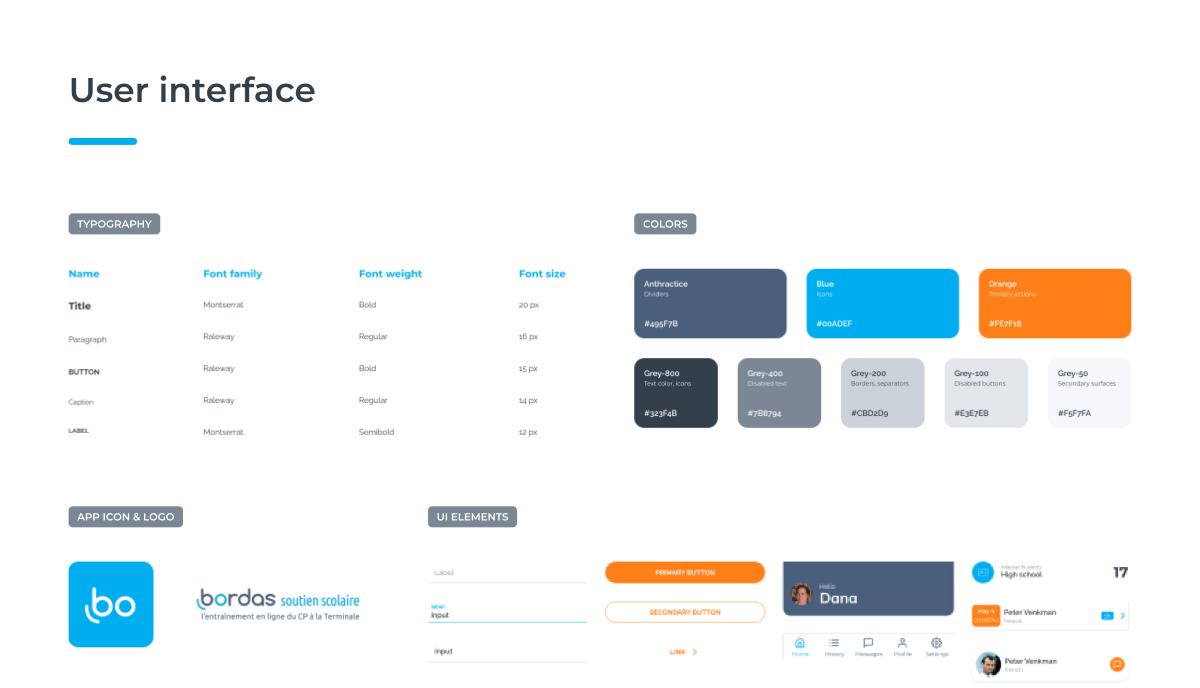 User interface
TYPOGRAPHY
Name Font family Font weight Font size
Title Montserrat Bold 20 px
Paragraph Raleway Regular 16 px
BUTTON Raleway Bold 15 px
Caption Raleway Regular 14 px
LABEL Montserrat Semibold 12 px
COLORS
Anthractice
Dividers
#495F7B
Blue
Icons
#00ADEF
Orange
Primary actions
#FE7F18
Grey-800
Text color, icons
#323F4B
Grey-400
Disabled text
#7B8794
Grey-200
Borders, separators
#CBD2D9
Grey-100
Disabled buttons
#E3E7EB
Grey-50
Secondary surfaces
#F5F7FA
APP ICON & LOGO
bo
bordas soutien scolaire
l'entraînement en ligne du CP à la Terminale
UI ELEMENTS
Label
label
Input
Input
PRIMARY BUTTON
SECONDARY BUTTON
LINK
Hello,
Dana
Home History Messages Profile Settings
Massachusetts
High school
17
May 4
Peter Venkman
French
Peter Venkman
French